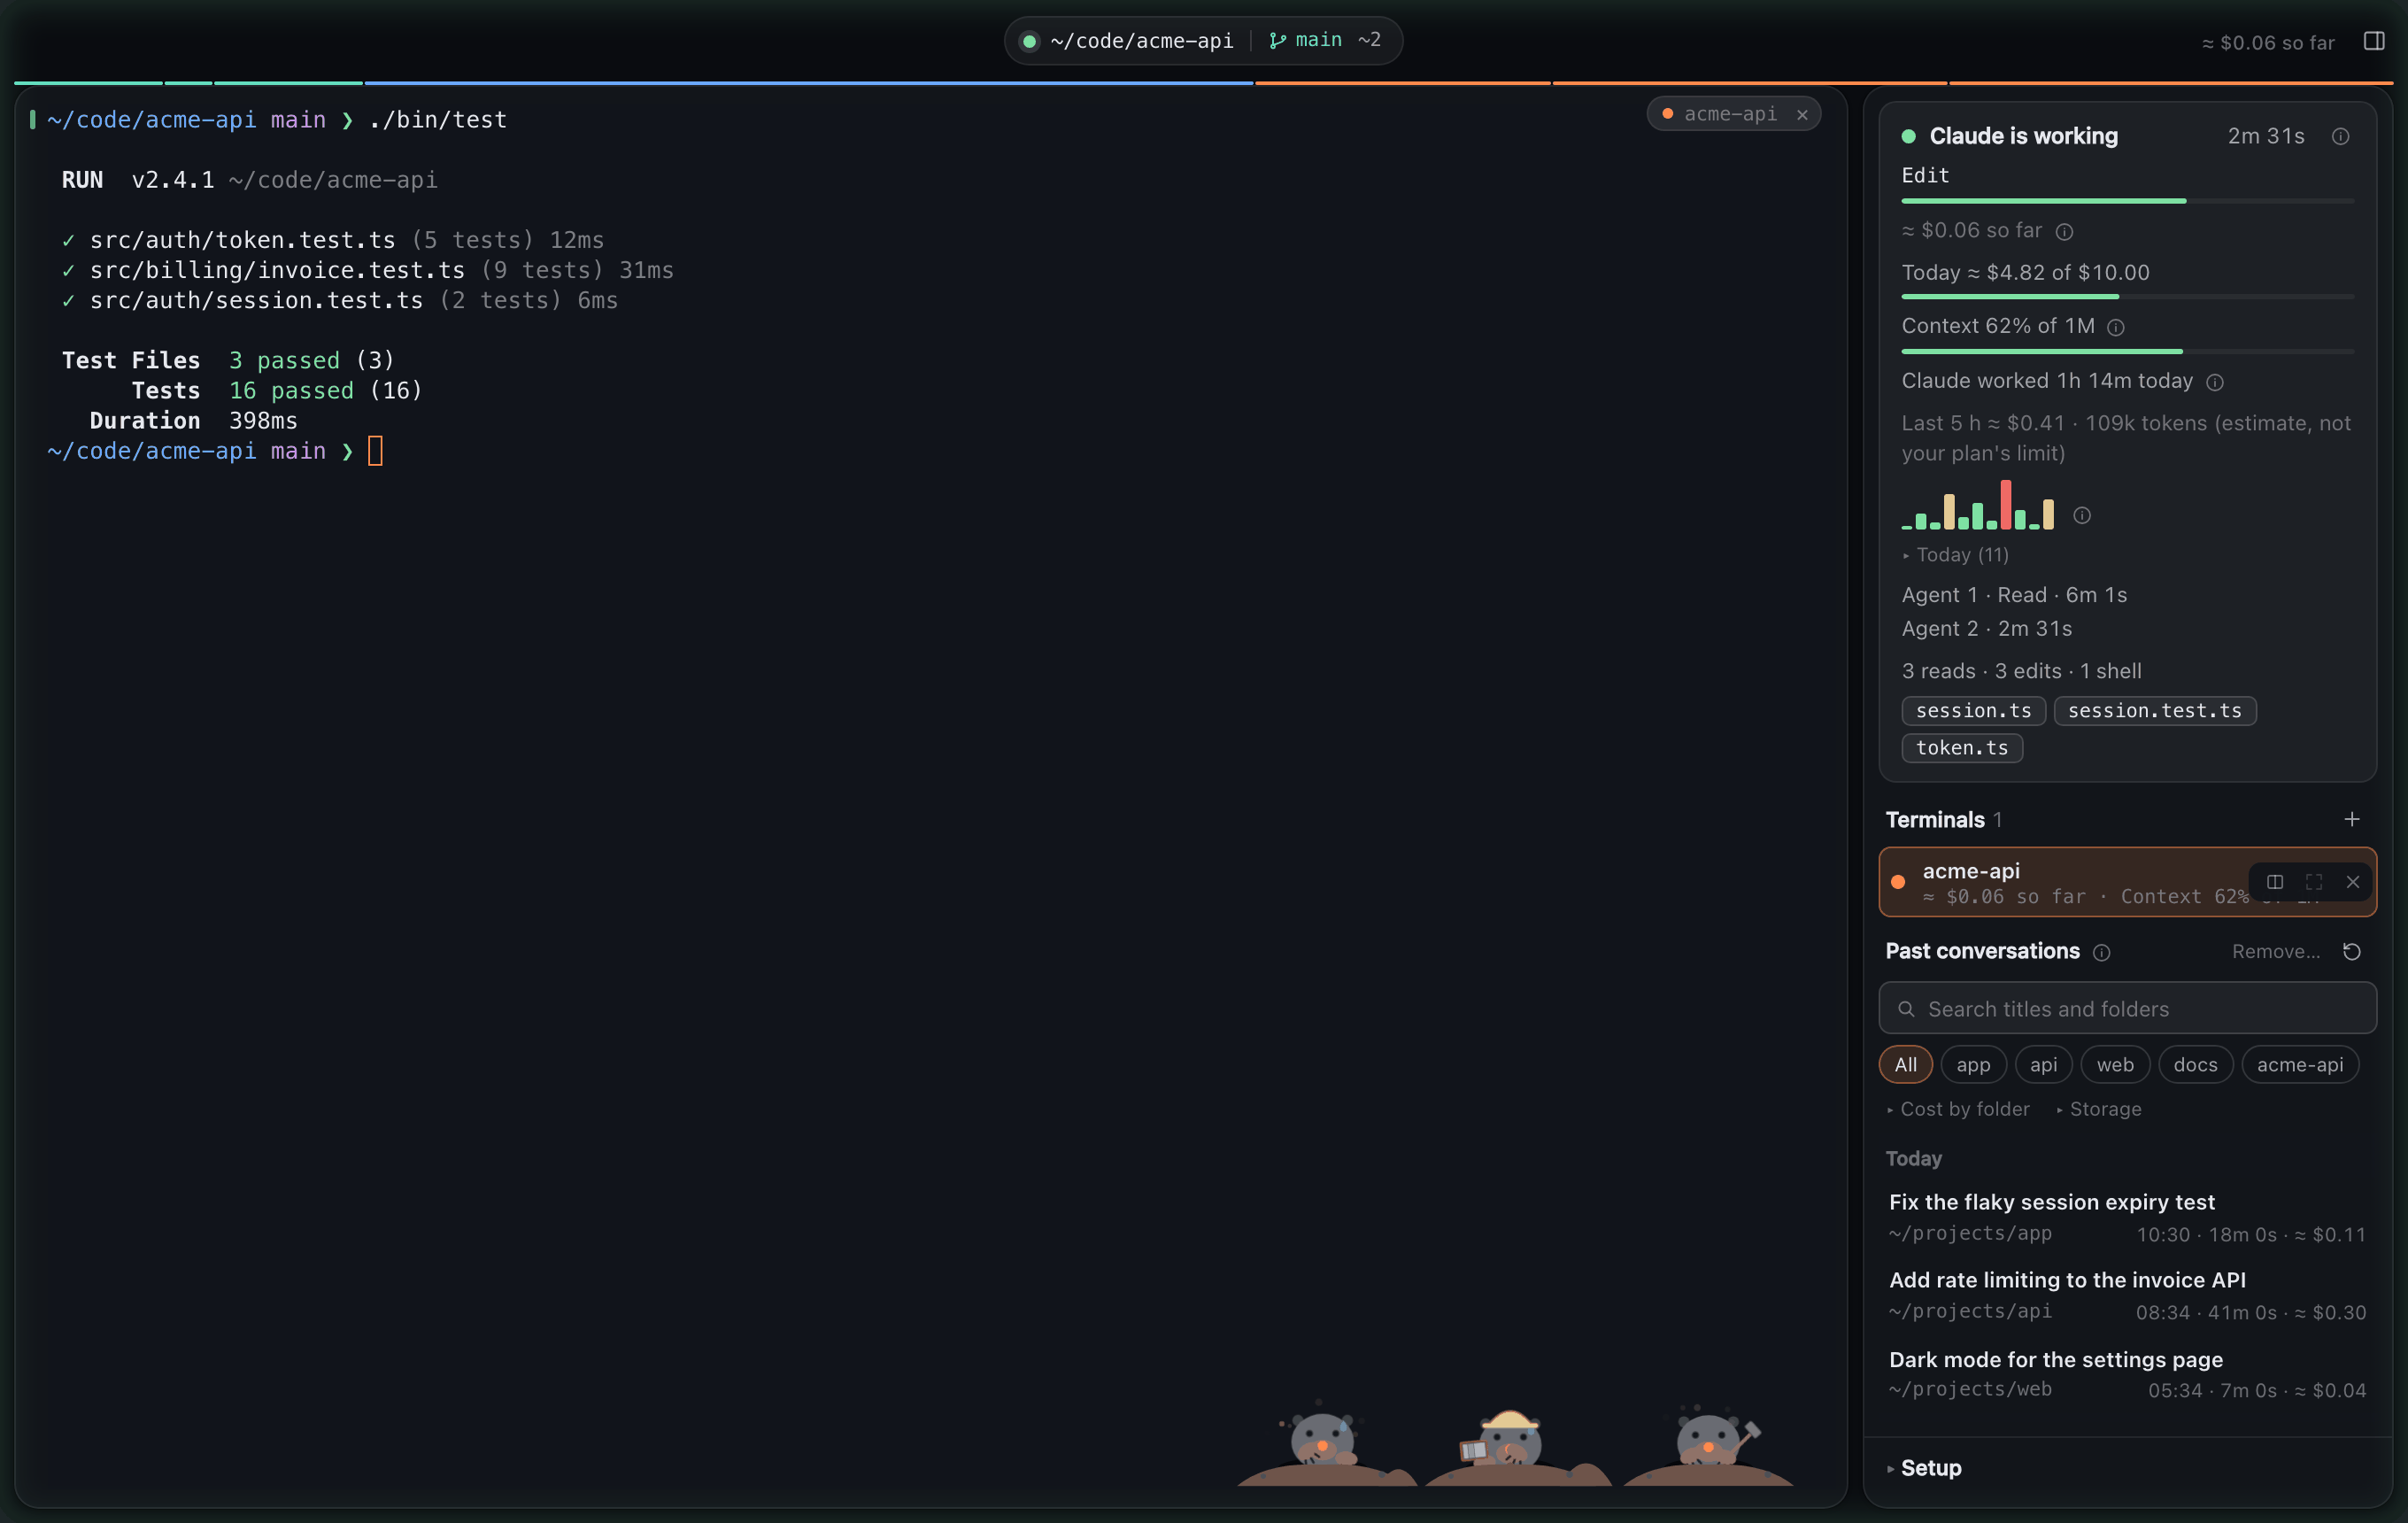 ~/code/acme-api main ~2
≈ $0.06 so far
~/code/acme-api main ❯ ./bin/test
acme-api ×
RUN v2.4.1 ~/code/acme-api
✓ src/auth/token.test.ts (5 tests) 12ms
✓ src/billing/invoice.test.ts (9 tests) 31ms
✓ src/auth/session.test.ts (2 tests) 6ms
Test Files 3 passed (3)
Tests 16 passed (16)
Duration 398ms
~/code/acme-api main ❯
Claude is working 2m 31s
Edit
≈ $0.06 so far
Today ≈ $4.82 of $10.00
Context 62% of 1M
Claude worked 1h 14m today
Last 5 h ≈ $0.41 · 109k tokens (estimate, not
your plan's limit)
Today (11)
Agent 1 · Read · 6m 1s
Agent 2 · 2m 31s
3 reads · 3 edits · 1 shell
session.ts session.test.ts
token.ts
Terminals 1
acme-api
≈ $0.06 so far · Context 62%
Past conversations Remove...
Search titles and folders
All app api web docs acme-api
Cost by folder Storage
Today
Fix the flaky session expiry test
~/projects/app 10:30 · 18m 0s · ≈ $0.11
Add rate limiting to the invoice API
~/projects/api 08:34 · 41m 0s · ≈ $0.30
Dark mode for the settings page
~/projects/web 05:34 · 7m 0s · ≈ $0.04
Setup